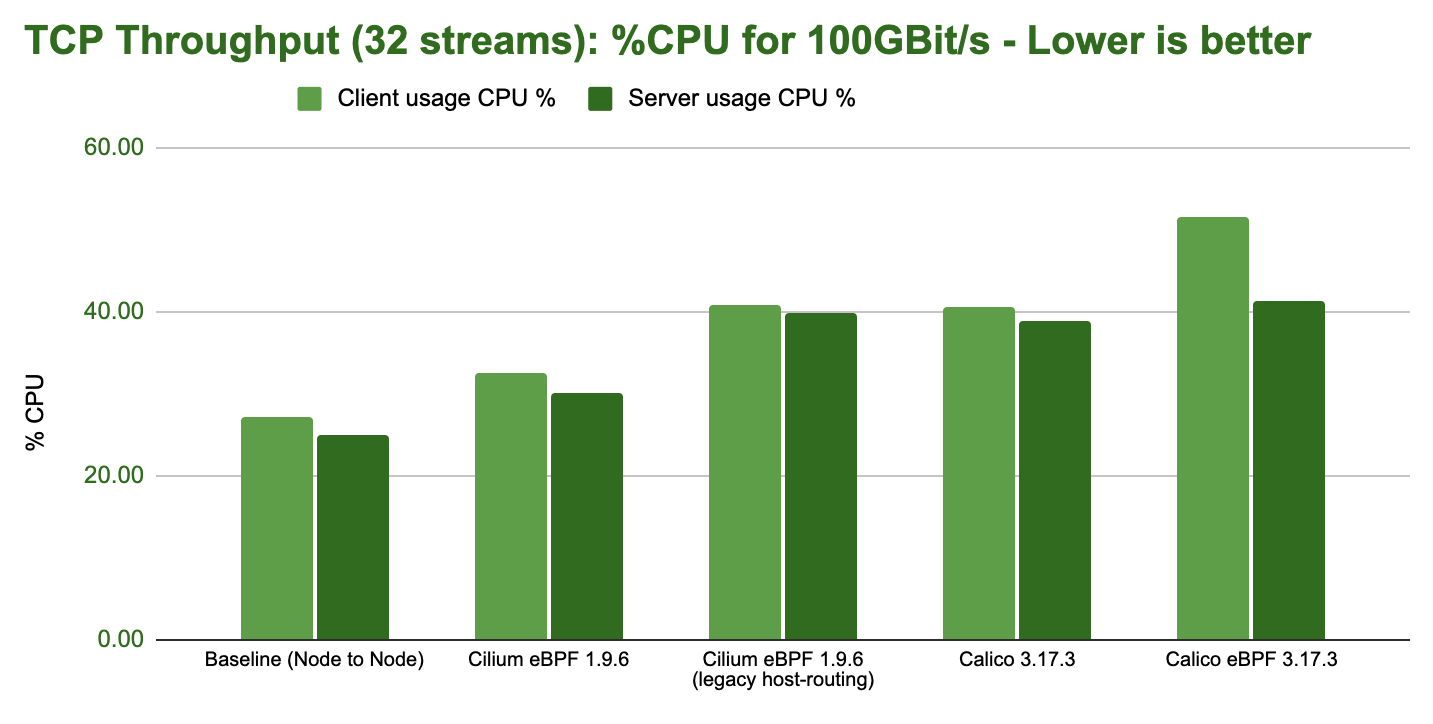 TCP Throughput (32 streams): %CPU for 100GBit/s - Lower is better
Client usage CPU %
Server usage CPU %
60.00
40.00
20.00
0.00
% CPU
Baseline (Node to Node)
Cilium eBPF 1.9.6
Cilium eBPF 1.9.6
(legacy host-routing)
Calico 3.17.3
Calico eBPF 3.17.3